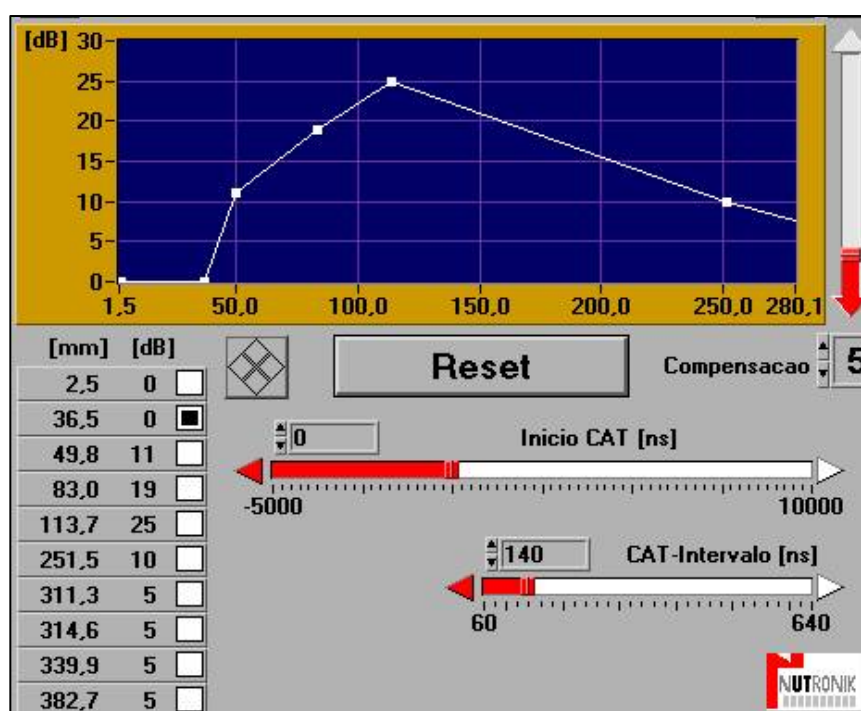 [dB] 30
25
20
15
10
5
0
1,5 50,0 100,0 150,0 200,0 250,0 280,1
[mm] [dB]
Reset
Compensacao 5
2,5 0
36,5 0
49,8 11
83,0 19
113,7 25
251,5 10
311,3 5
314,6 5
339,9 5
382,7 5
0 Inicio CAT [ns]
-5000 10000
140 CAT-Intervalo [ns]
60 640
NUTRONIK